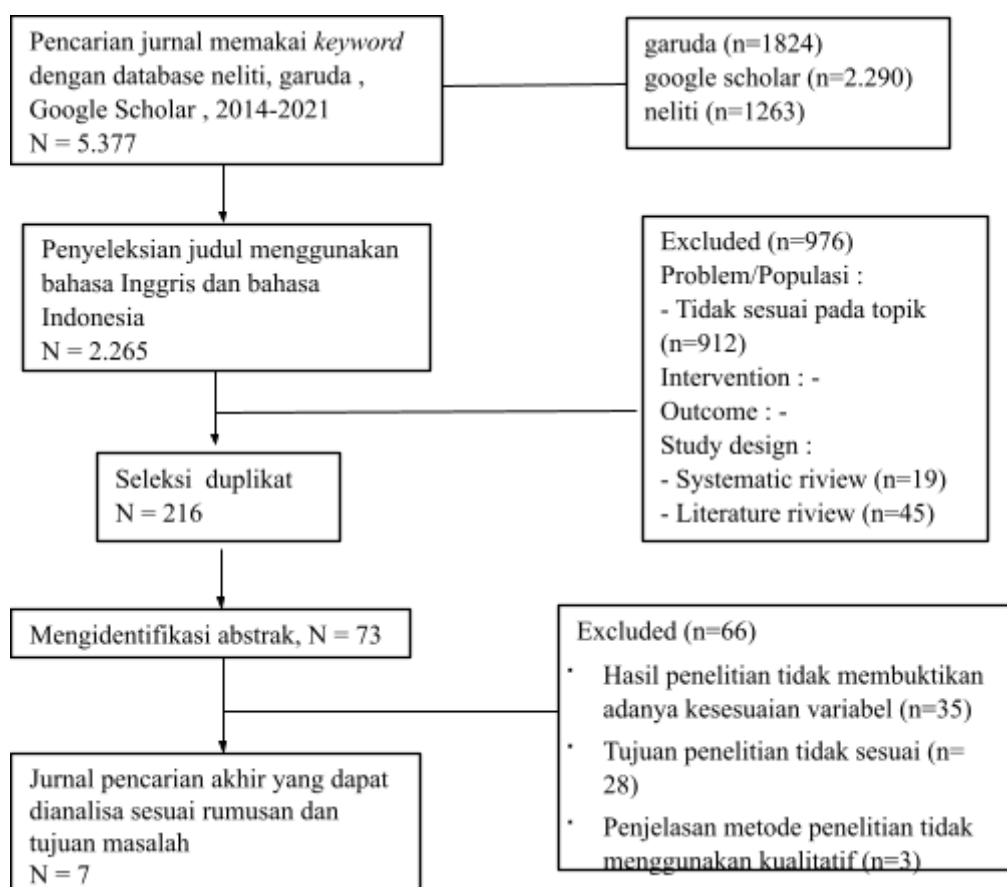 Pencarian jurnal memakai keyword
dengan database neliti, garuda ,
Google Scholar , 2014-2021
N = 5.377
garuda (n=1824)
google scholar (n=2.290)
neliti (n=1263)
Penyeleksian judul menggunakan
bahasa Inggris dan bahasa
Indonesia
N = 2.265
Excluded (n=976)
Problem/Populasi :
- Tidak sesuai pada topik
(n=912)
Intervention : -
Outcome : -
Study design :
- Systematic riview (n=19)
- Literature riview (n=45)
Seleksi duplikat
N = 216
Mengidentifikasi abstrak, N = 73
Excluded (n=66)
· Hasil penelitian tidak membuktikan
adanya kesesuaian variabel (n=35)
· Tujuan penelitian tidak sesuai (n=
28)
· Penjelasan metode penelitian tidak
menggunakan kualitatif (n=3)
Jurnal pencarian akhir yang dapat
dianalisa sesuai rumusan dan
tujuan masalah
N = 7